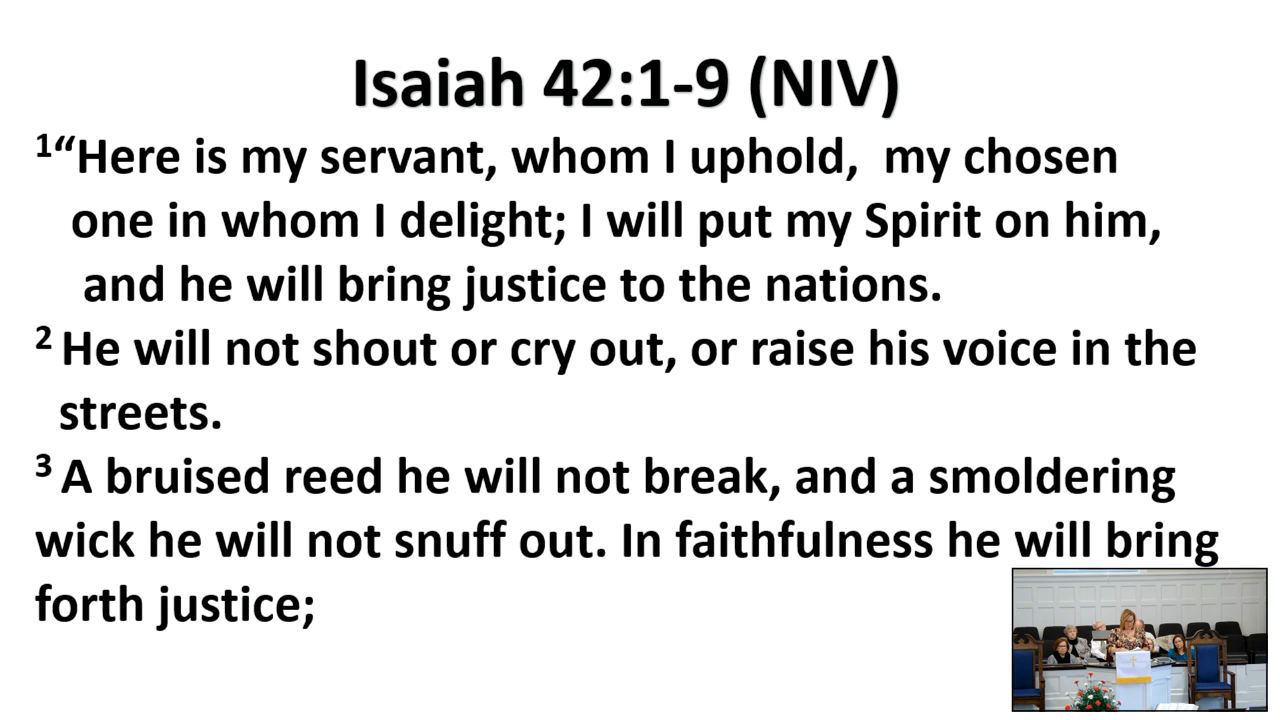 Isaiah 42:1-9 (NIV)
1“Here is my servant, whom I uphold, my chosen
one in whom I delight; I will put my Spirit on him,
and he will bring justice to the nations.
2 He will not shout or cry out, or raise his voice in the
streets.
3 A bruised reed he will not break, and a smoldering
wick he will not snuff out. In faithfulness he will bring
forth justice;